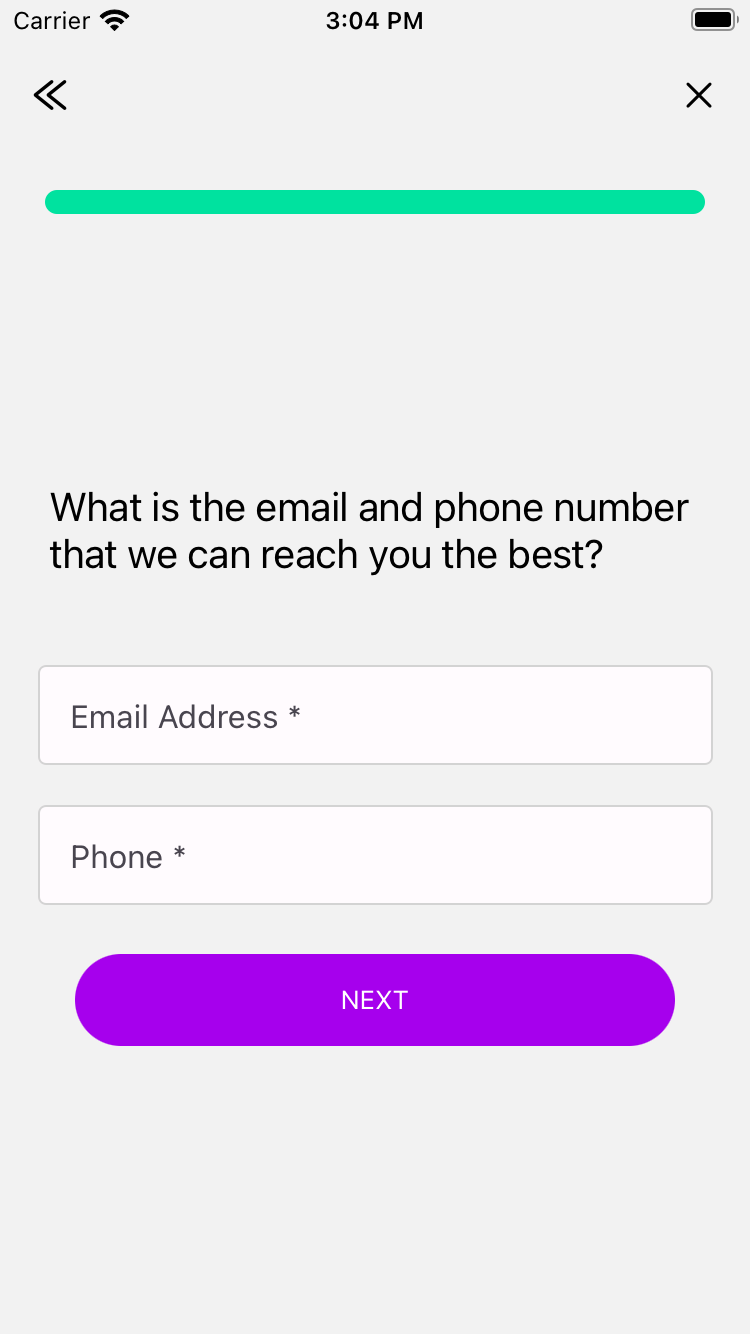 Carrier 3:04 PM
What is the email and phone number
that we can reach you the best?
Email Address *
Phone *
NEXT